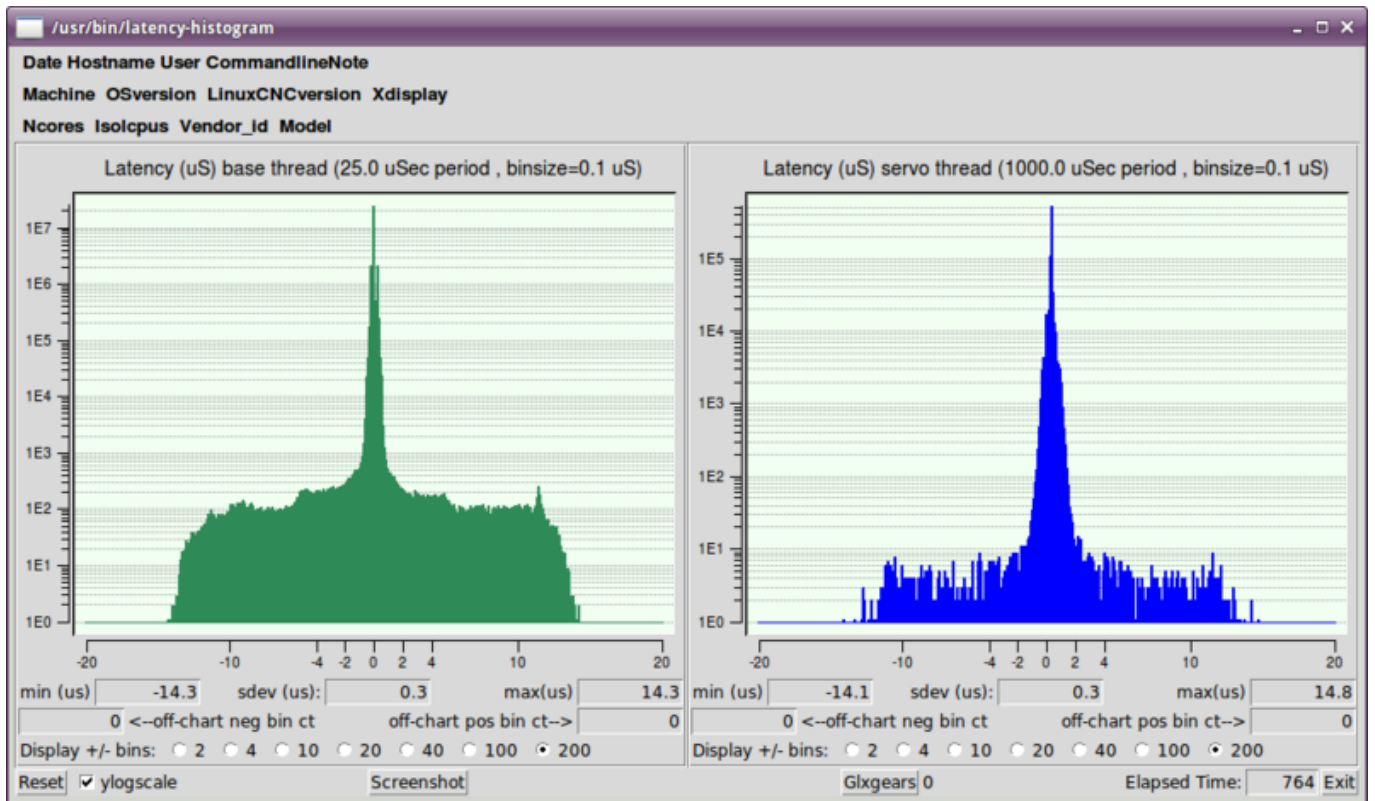 /usr/bin/latency-histogram
Date Hostname User CommandlineNote
Machine OSversion LinuxCNCversion Xdisplay
Ncores Isolcpus Vendor_id Model
Latency (uS) base thread (25.0 uSec period , binsize=0.1 uS)
1E7
1E6
1E5
1E4
1E3
1E2
1E1
1E0
-20 -10 -4 -2 0 2 4 10 20
min (us) -14.3 sdev (us): 0.3 max(us) 14.3
0 <--off-chart neg bin ct off-chart pos bin ct--> 0
Display +/- bins: 2 4 10 20 40 100 200
Latency (uS) servo thread (1000.0 uSec period , binsize=0.1 uS)
1E5
1E4
1E3
1E2
1E1
1E0
-20 -10 -4 -2 0 2 4 10 20
min (us) -14.1 sdev (us): 0.3 max(us) 14.8
0 <--off-chart neg bin ct off-chart pos bin ct--> 0
Display +/- bins: 2 4 10 20 40 100 200
Reset ylogscale Screenshot Glxgears 0 Elapsed Time: 764 Exit